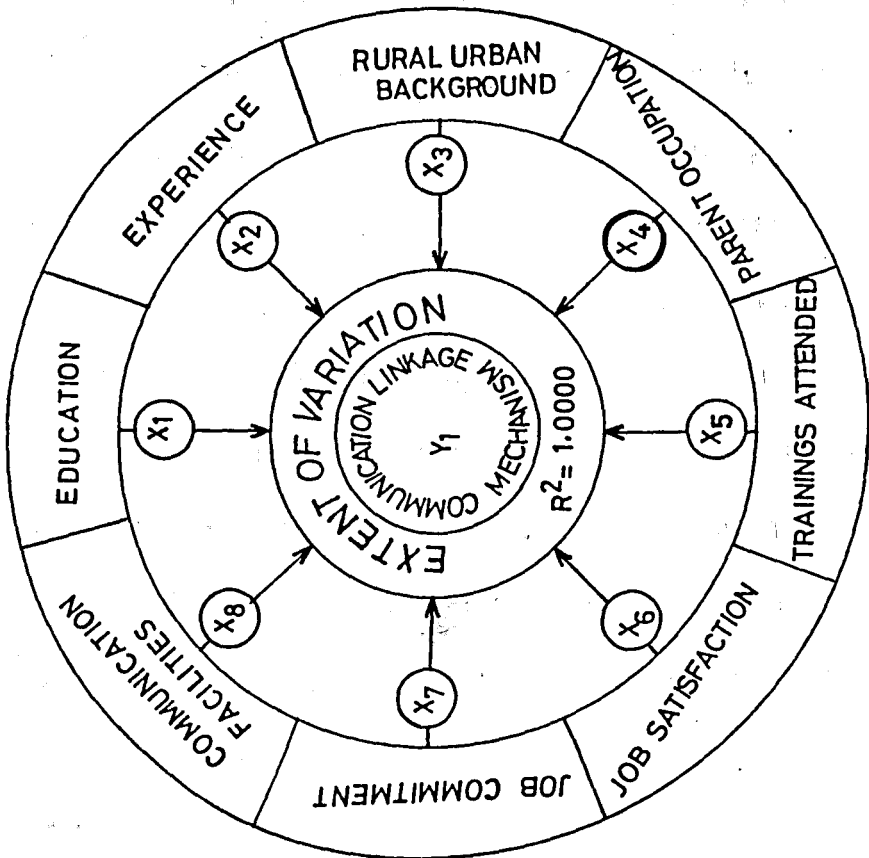 EDUCATION
EXPERIENCE
RURAL URBAN
BACKGROUND
PARENT OCCUPATION
TRAININGS ATTENDED
JOB SATISFACTION
JOB COMMITMENT
COMMUNICATION
FACILITIES
X1
X2
X3
X4
X5
X6
X7
X8
EXTENT OF VARIATION
R² = 1.0000
COMMUNICATION LINKAGE
MECHANISM
Y1